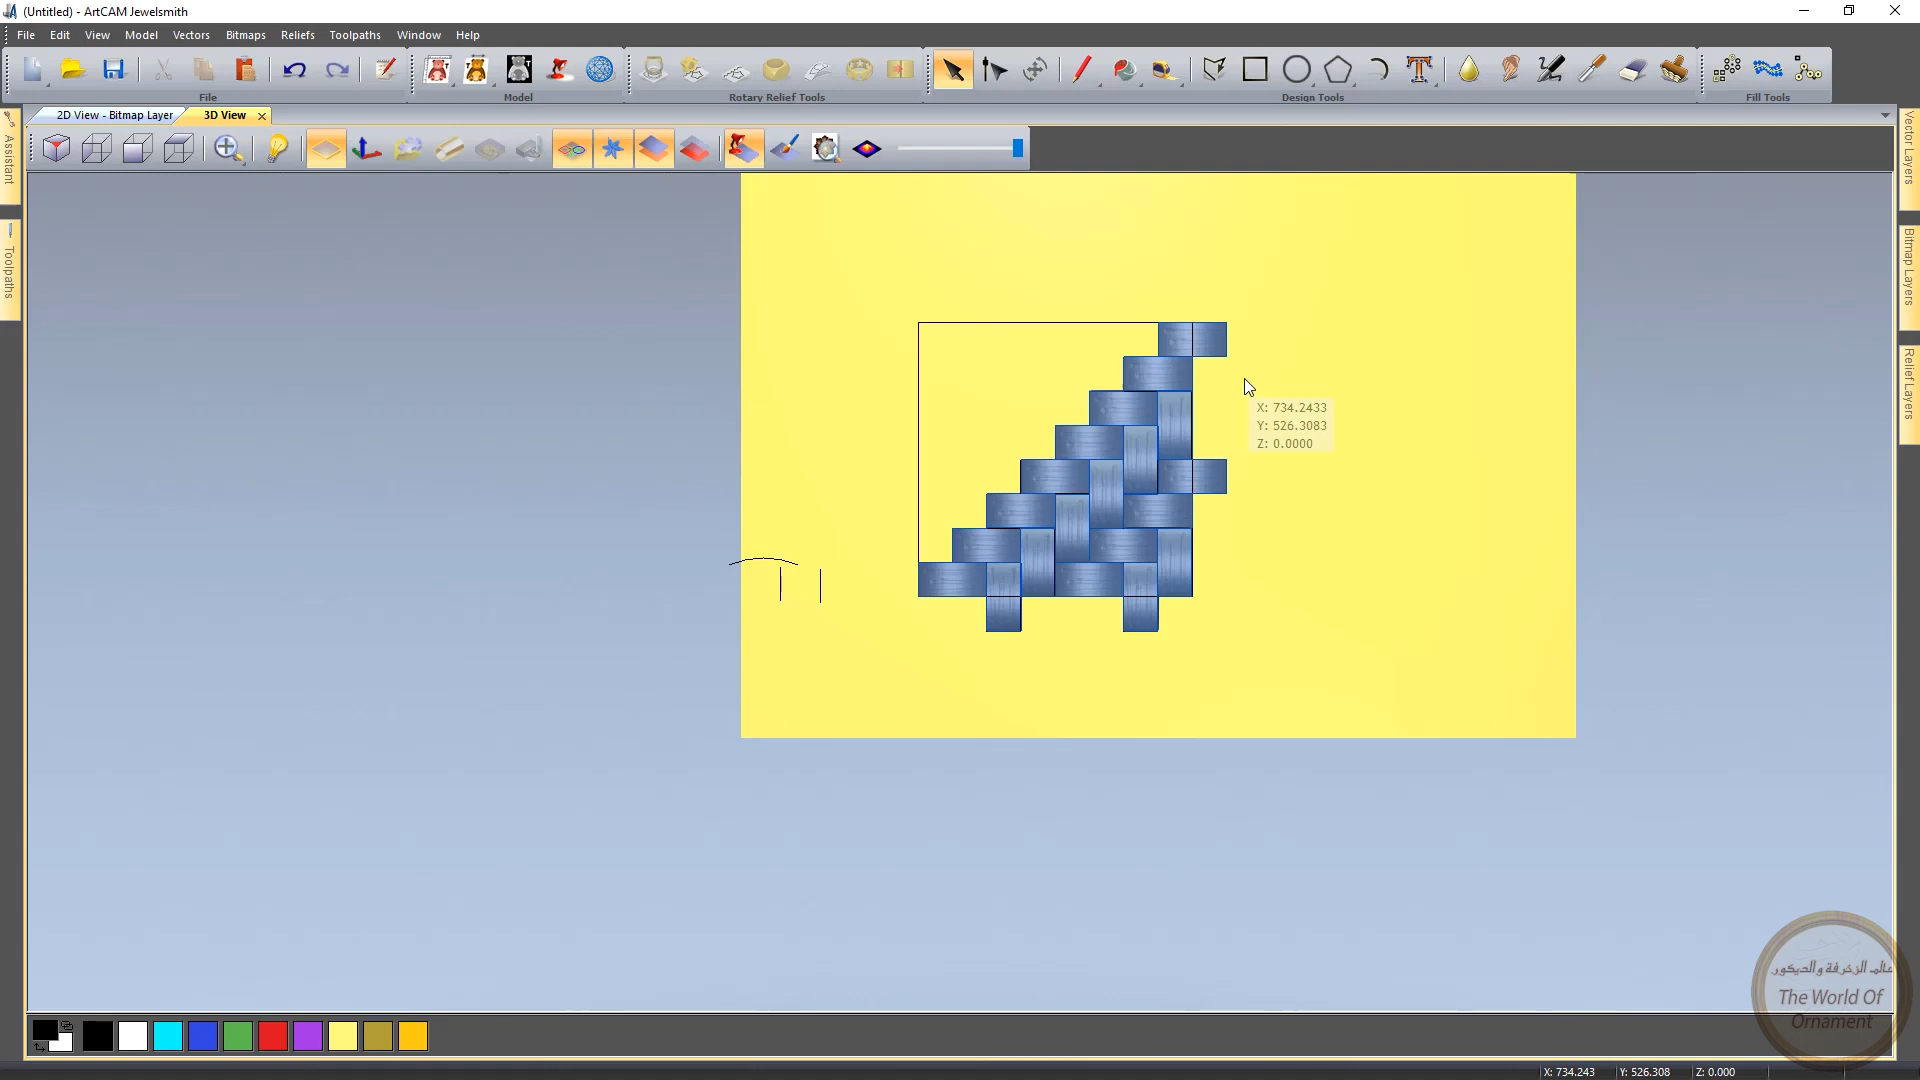 (Untitled) - ArtCAM Jewelsmith
File Edit View Model Vectors Bitmaps Reliefs Toolpaths Window Help
File Model Rotary Relief Tools Design Tools Fill Tools
2D View - Bitmap Layer 3D View
Assistant
Toolpaths
Vector Layers
Bitmap Layers
Relief Layers
X: 734.2433
Y: 526.3083
Z: 0.0000
عالم الزخرفة والديكور
The World Of
Ornament
X: 734.243 Y: 526.308 Z: 0.000